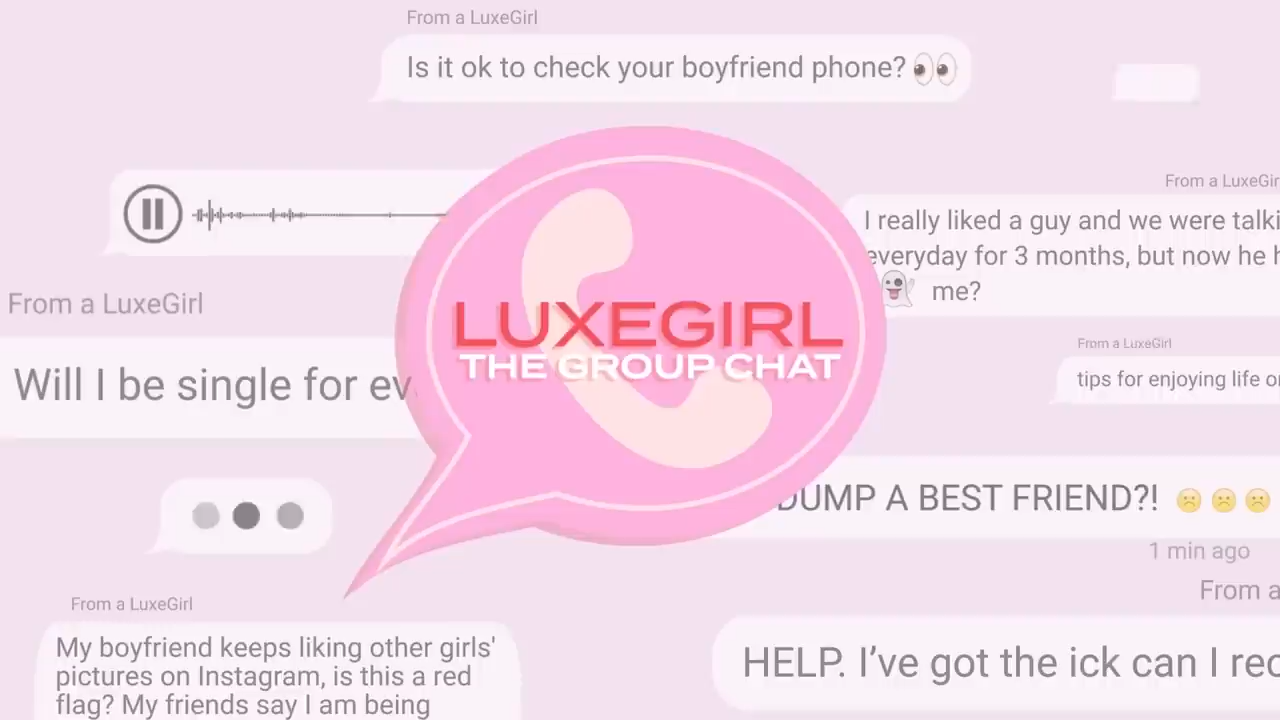 From a LuxeGirl
Is it ok to check your boyfriend phone? 👀
From a LuxeGir
I really liked a guy and we were talki
everyday for 3 months, but now he h
👻 me?
From a LuxeGirl
Will I be single for ev
LUXEGIRL
THE GROUP CHAT
From a LuxeGirl
tips for enjoying life
DUMP A BEST FRIEND?! ☹️ ☹️ ☹️
1 min ago
From a
From a LuxeGirl
My boyfriend keeps liking other girls'
pictures on Instagram, is this a red
flag? My friends say I am being
HELP. I've got the ick can I rec